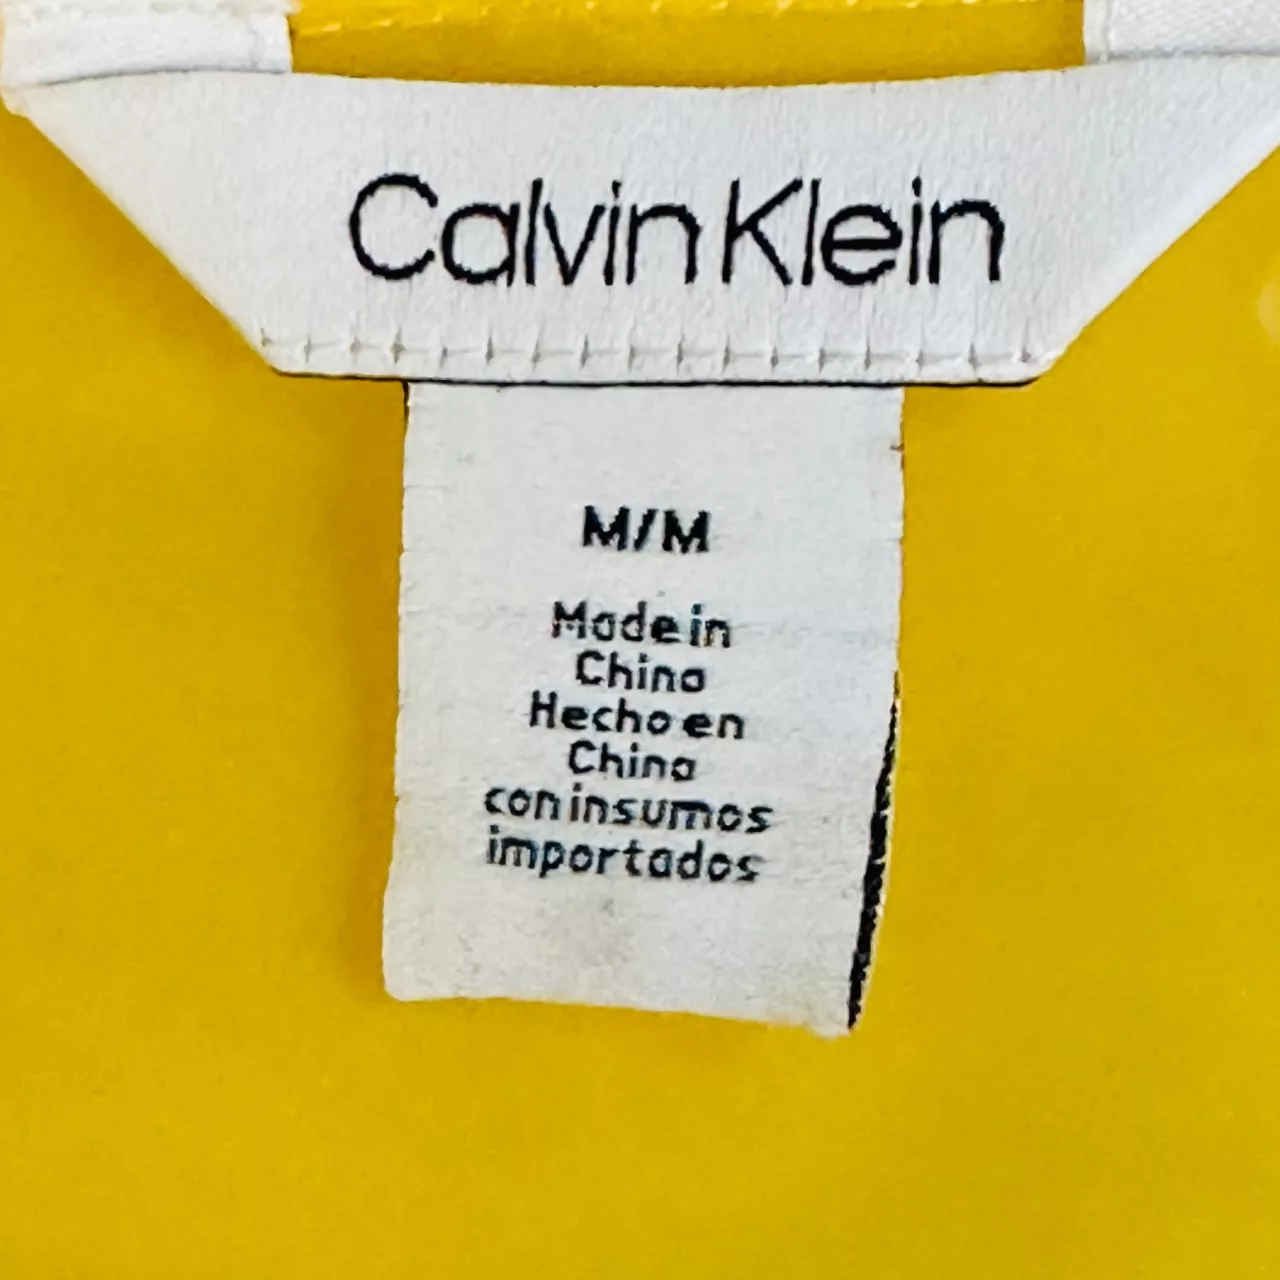 Calvin Klein
M/M
Made in
China
Hecho en
China
con insumos
importados